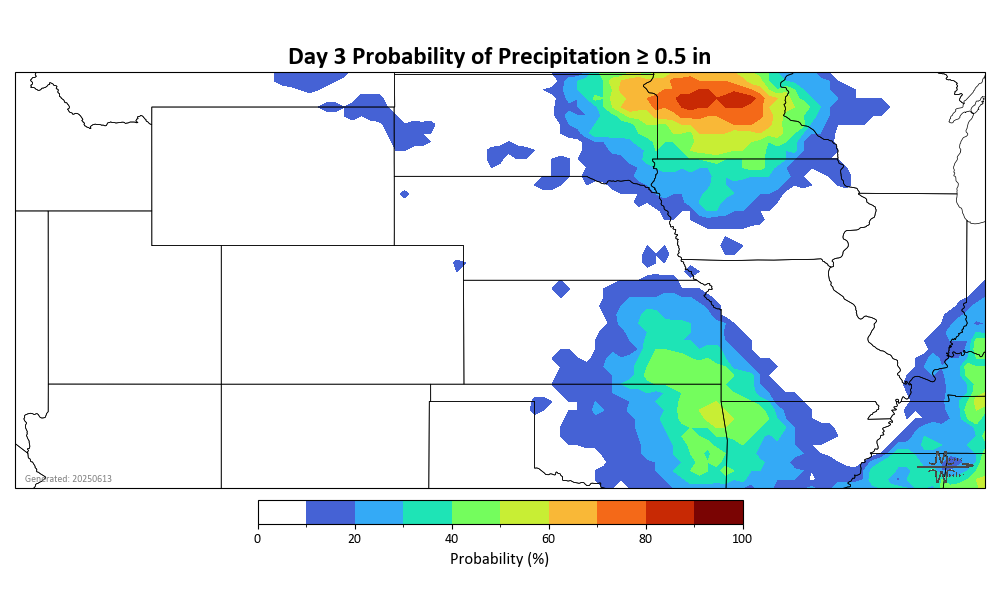 Day 3 Probability of Precipitation ≥ 0.5 in
Generated: 20250613
0 20 40 60 80 100
Probability (%)